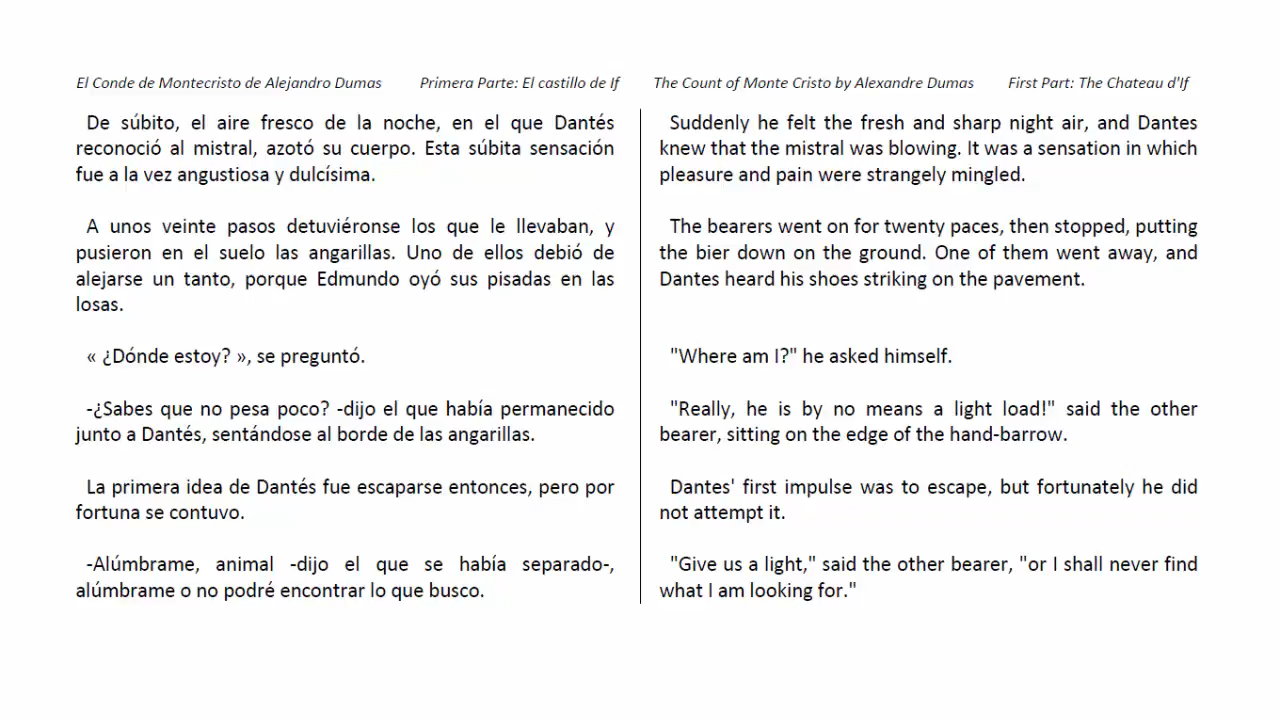 El Conde de Montecristo de Alejandro Dumas Primera Parte: El castillo de If
De súbito, el aire fresco de la noche, en el que Dantés
reconoció al mistral, azotó su cuerpo. Esta súbita sensación
fue a la vez angustiosa y dulcísima.
A unos veinte pasos detuviéronse los que le llevaban, y
pusieron en el suelo las angarillas. Uno de ellos debió de
alejarse un tanto, porque Edmundo oyó sus pisadas en las
losas.
« ¿Dónde estoy? », se preguntó.
-¿Sabes que no pesa poco? -dijo el que había permanecido
junto a Dantés, sentándose al borde de las angarillas.
La primera idea de Dantés fue escaparse entonces, pero por
fortuna se contuvo.
-Alúmbrame, animal -dijo el que se había separado-,
alúmbrame o no podré encontrar lo que busco.
The Count of Monte Cristo by Alexandre Dumas First Part: The Chateau d'If
Suddenly he felt the fresh and sharp night air, and Dantes
knew that the mistral was blowing. It was a sensation in which
pleasure and pain were strangely mingled.
The bearers went on for twenty paces, then stopped, putting
the bier down on the ground. One of them went away, and
Dantes heard his shoes striking on the pavement.
"Where am I?" he asked himself.
"Really, he is by no means a light load!" said the other
bearer, sitting on the edge of the hand-barrow.
Dantes' first impulse was to escape, but fortunately he did
not attempt it.
"Give us a light," said the other bearer, "or I shall never find
what I am looking for."